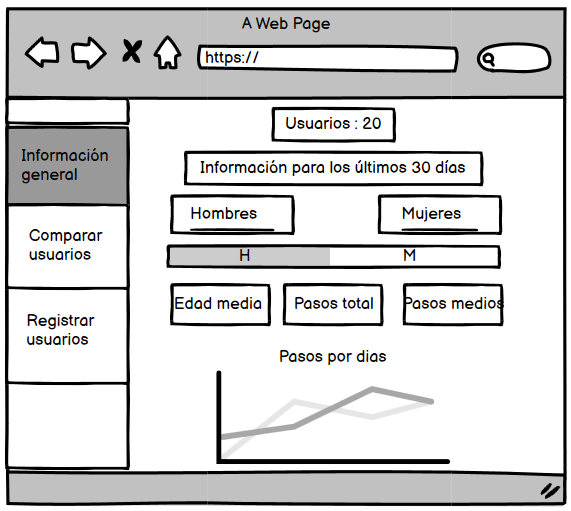 A Web Page
https://
Información
general
Comparar
usuarios
Registrar
usuarios
Usuarios : 20
Información para los últimos 30 días
Hombres
Mujeres
H
M
Edad media
Pasos total
Pasos medios
Pasos por dias